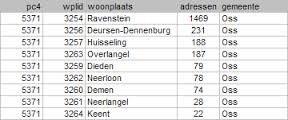 pc4 wplid woonplaats adressen gemeente
5371 3254 Ravenstein 1469 Oss
5371 3256 Deursen-Dennenburg 231 Oss
5371 3257 Huisseling 188 Oss
5371 3263 Overlangel 187 Oss
5371 3259 Dieden 79 Oss
5371 3262 Neerloon 78 Oss
5371 3260 Demen 74 Oss
5371 3261 Neerlangel 28 Oss
5371 3264 Keent 22 Oss